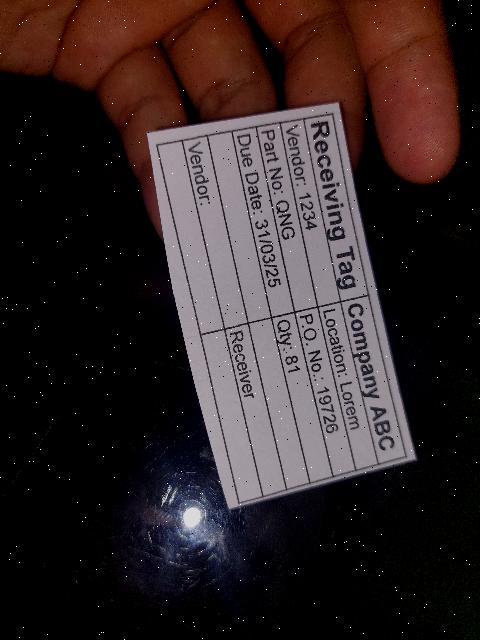 Receiving Tag Company ABC
Vendor: 1234 Location: Lorem
Part No: QNG P.O. No.: 19726
Due Date: 31/03/25 Qty: 81
Vendor: Receiver